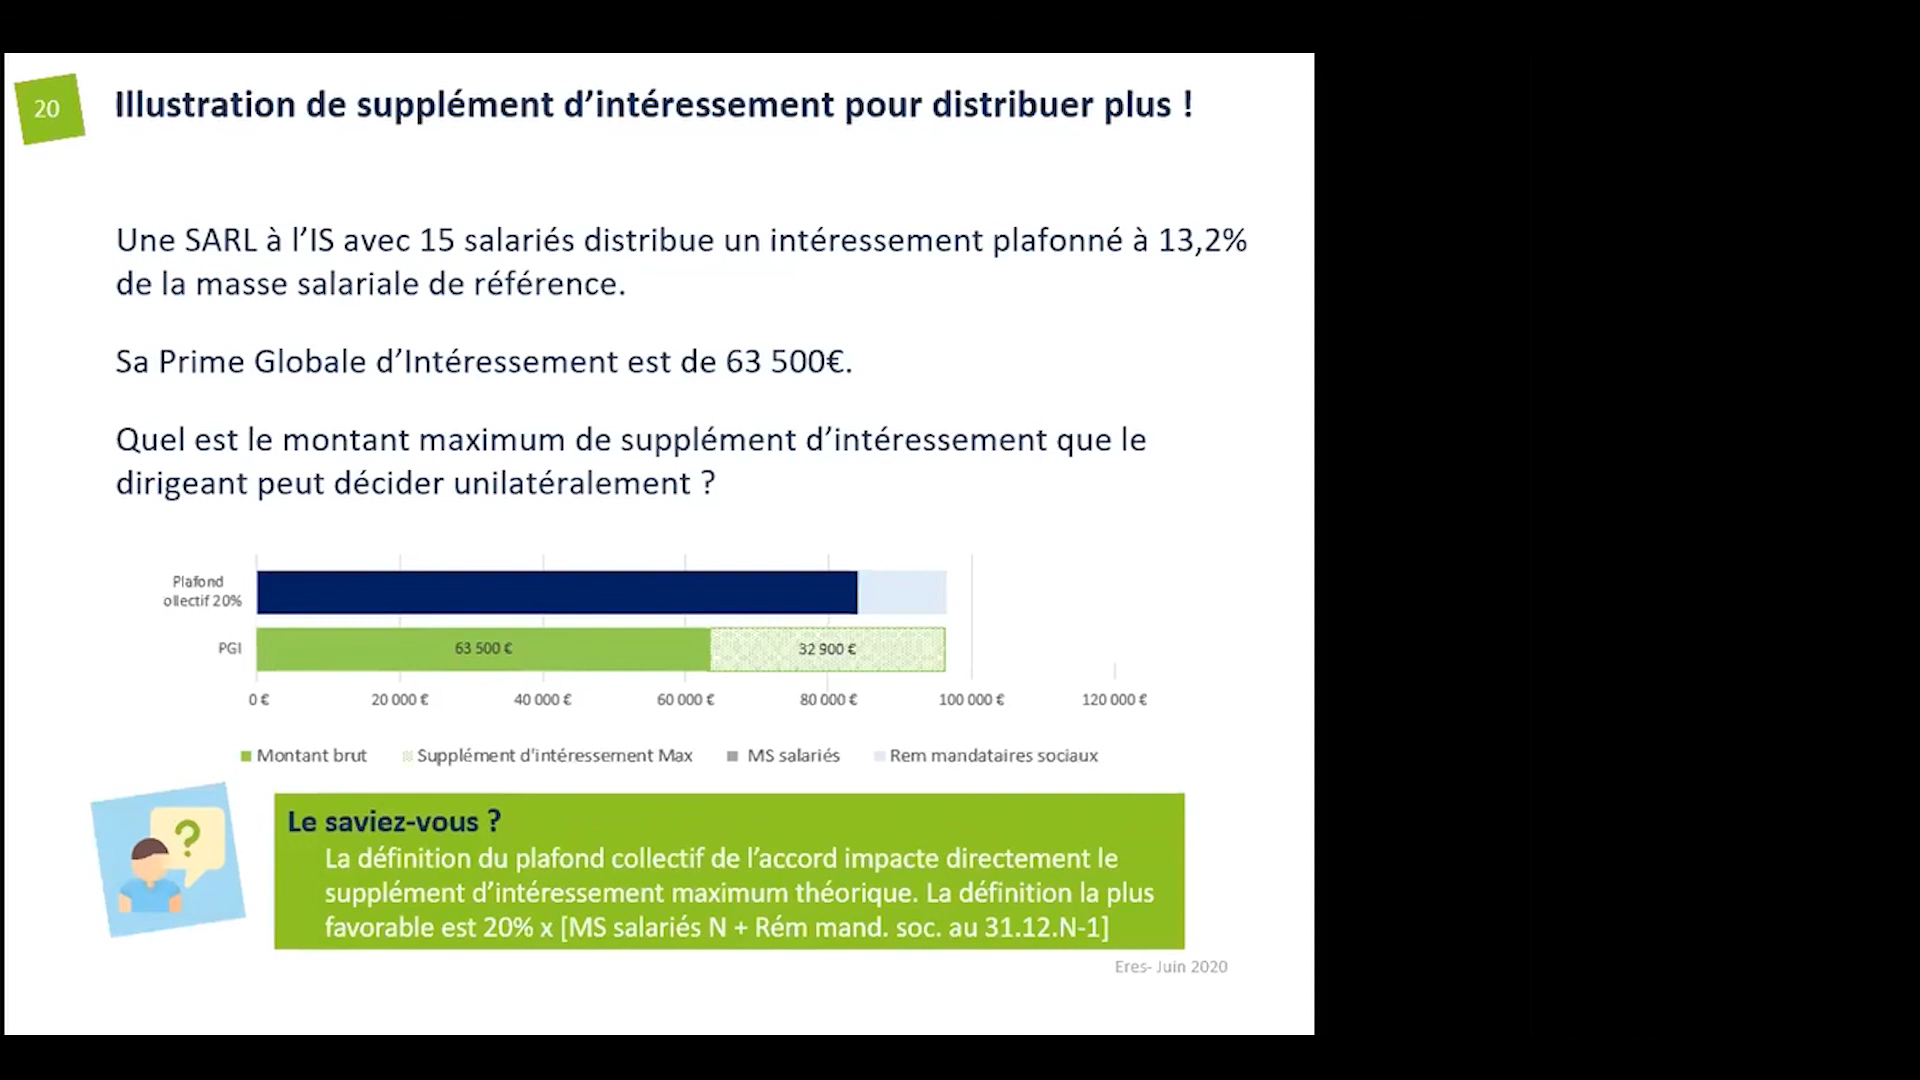 20
Illustration de supplément d’intéressement pour distribuer plus !
Une SARL à l’IS avec 15 salariés distribue un intéressement plafonné à 13,2%
de la masse salariale de référence.
Sa Prime Globale d’Intéressement est de 63 500€.
Quel est le montant maximum de supplément d’intéressement que le
dirigeant peut décider unilatéralement ?
Plafond
ollectif 20%
PGI
63 500 €
32 900 €
0 €
20 000 €
40 000 €
60 000 €
80 000 €
100 000 €
120 000 €
Montant brut
Supplément d'intéressement Max
MS salariés
Rem mandataires sociaux
?
Le saviez-vous ?
La définition du plafond collectif de l’accord impacte directement le
supplément d’intéressement maximum théorique. La définition la plus
favorable est 20% x [MS salariés N + Rém mand. soc. au 31.12.N-1]
Eres- Juin 2020